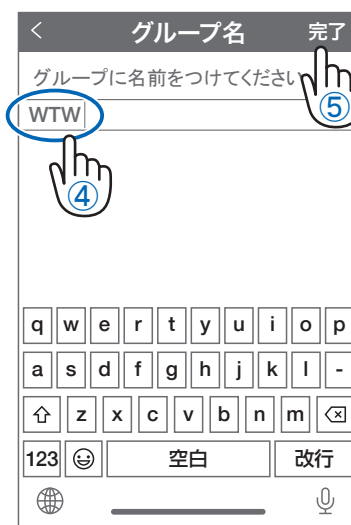 < グループ名 完了
グループに名前をつけてください
WTW
④ ⑤
q w e r t y u i o p
a s d f g h j k l -
z x c v b n m
123 空白 改行